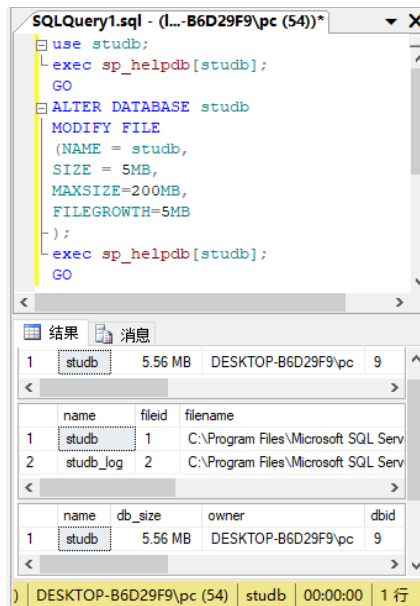 SQLQuery1.sql - (l...-B6D29F9\pc (54))*
use studb;
exec sp_helpdb[studb];
GO
ALTER DATABASE studb
MODIFY FILE
(NAME = studb,
SIZE = 5MB,
MAXSIZE=200MB,
FILEGROWTH=5MB
);
exec sp_helpdb[studb];
GO
结果 消息
1 studb 5.56 MB DESKTOP-B6D29F9\pc 9
name fileid filename
1 studb 1 C:\Program Files\Microsoft SQL Serv
2 studb_log 2 C:\Program Files\Microsoft SQL Serv
name db_size owner dbid
1 studb 5.56 MB DESKTOP-B6D29F9\pc 9
) DESKTOP-B6D29F9\pc (54) studb 00:00:00 1 行